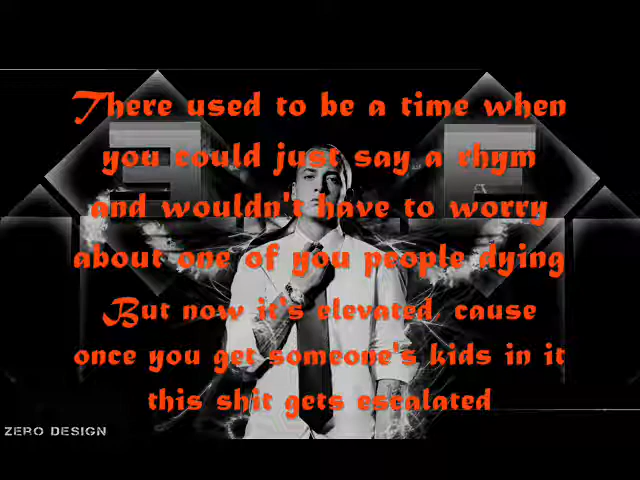 There used to be a time when
you could just say a rhym
and wouldn't have to worry
about one of you people dying
But now it's elevated, cause
once you get someone's kids in it
this shit gets escalated
ZERO DESIGN